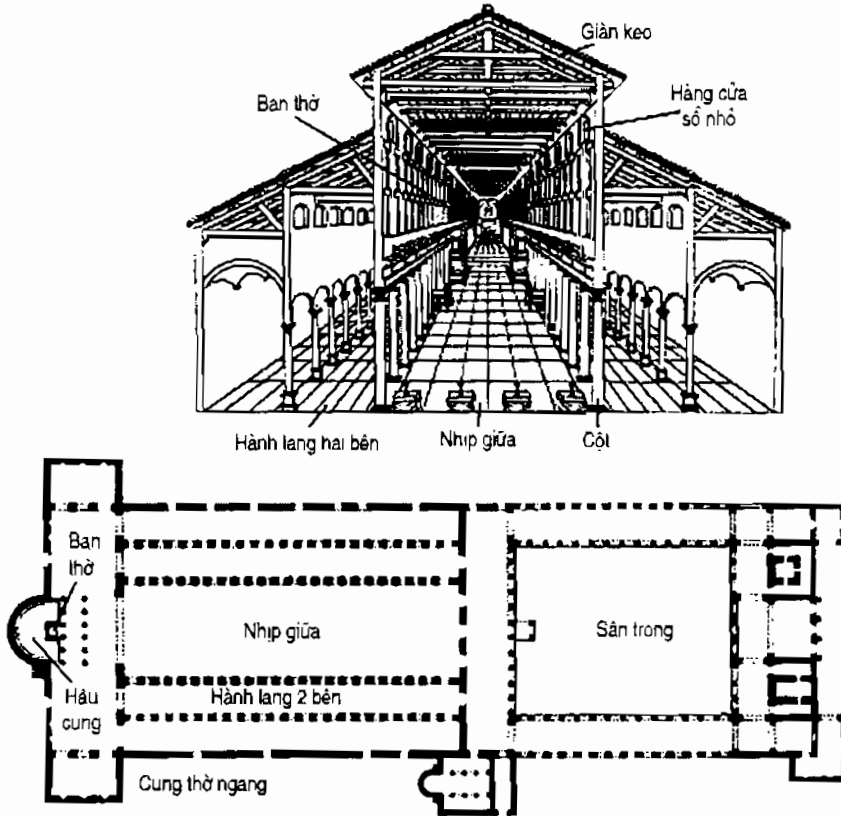 Giàn keo
Ban thờ
Hàng cửa
sổ nhỏ
Hành lang hai bên
Nhịp giữa
Cột
Ban
thờ
Nhịp giữa
Sân trong
Hậu
cung
Hành lang 2 bên
Cung thờ ngang